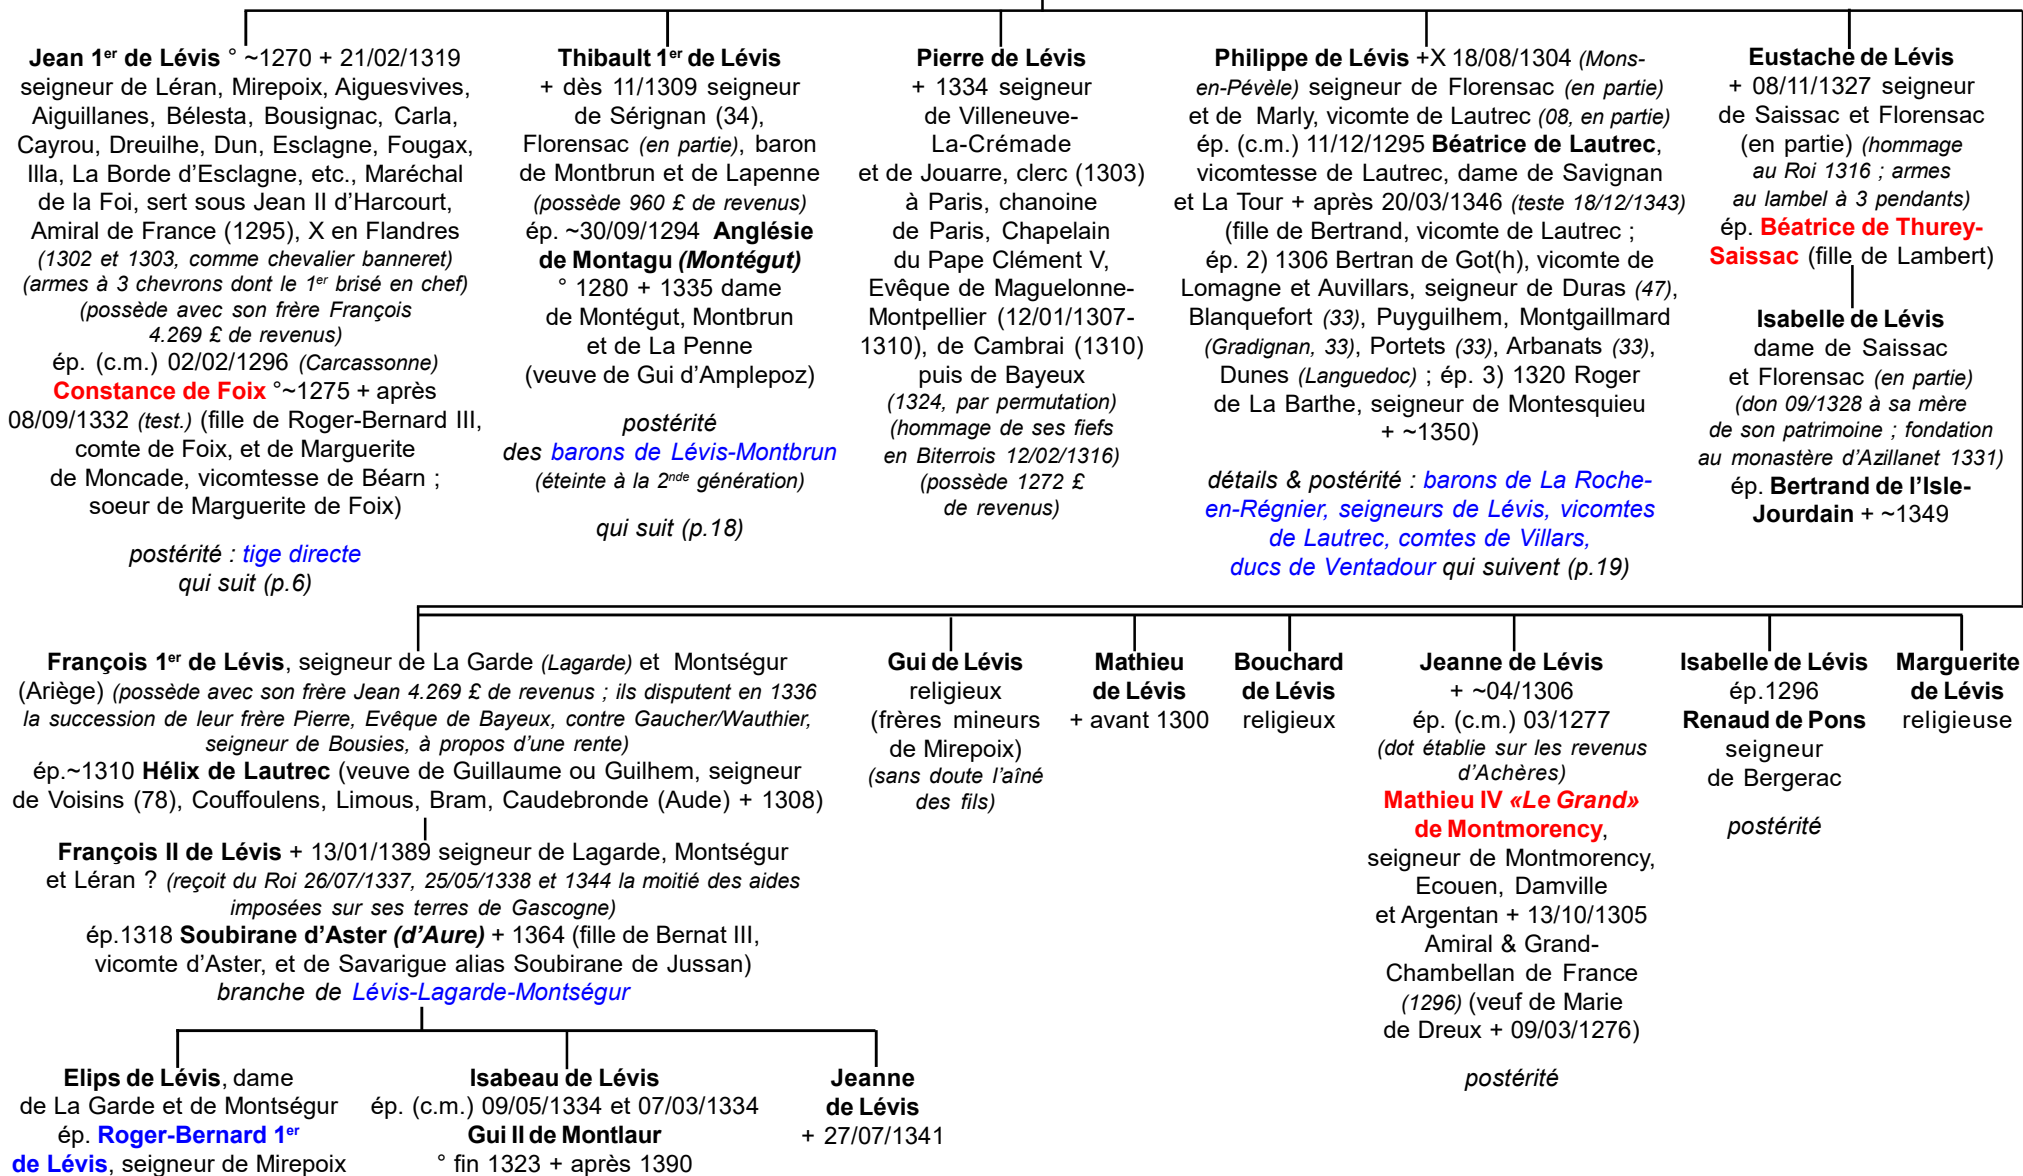 Jean 1er de Lévis ° ~1270 + 21/02/1319
seigneur de Léran, Mirepoix, Aiguesvives,
Aiguillanes, Bélesta, Bousignac, Carla,
Cayrou, Dreuilhe, Dun, Esclagne, Fougax,
Illa, La Borde d’Esclagne, etc., Maréchal
de la Foi, sert sous Jean II d’Harcourt,
Amiral de France (1295), X en Flandres
(1302 et 1303, comme chevalier banneret)
(armes à 3 chevrons dont le 1er brisé en chef)
(possède avec son frère François
4.269 £ de revenus)
ép. (c.m.) 02/02/1296 (Carcassonne)
Constance de Foix °~1275 + après
08/09/1332 (test.) (fille de Roger-Bernard III,
comte de Foix, et de Marguerite
de Moncade, vicomtesse de Béarn ;
soeur de Marguerite de Foix)
postérité : tige directe
qui suit (p.6)
Thibault 1er de Lévis
+ dès 11/1309 seigneur
de Sérignan (34),
Florensac (en partie), baron
de Montbrun et de Lapenne
(possède 960 £ de revenus)
ép. ~30/09/1294 Anglésie
de Montagu (Montégut)
° 1280 + 1335 dame
de Montégut, Montbrun
et de La Penne
(veuve de Gui d’Amplepoz)
postérité
des barons de Lévis-Montbrun
(éteinte à la 2nde génération)
qui suit (p.18)
Pierre de Lévis
+ 1334 seigneur
de Villeneuve-
La-Crémade
et de Jouarre, clerc (1303)
à Paris, chanoine
de Paris, Chapelain
du Pape Clément V,
Evêque de Maguelonne-
Montpellier (12/01/1307-
1310), de Cambrai (1310)
puis de Bayeux
(1324, par permutation)
(hommage de ses fiefs
en Biterrois 12/02/1316)
(possède 1272 £
de revenus)
Philippe de Lévis +X 18/08/1304 (Mons-
en-Pévèle) seigneur de Florensac (en partie)
et de Marly, vicomte de Lautrec (08, en partie)
ép. (c.m.) 11/12/1295 Béatrice de Lautrec,
vicomtesse de Lautrec, dame de Savignan
et La Tour + après 20/03/1346 (teste 18/12/1343)
(fille de Bertrand, vicomte de Lautrec ;
ép. 2) 1306 Bertran de Got(h), vicomte de
Lomagne et Auvillars, seigneur de Duras (47),
Blanquefort (33), Puyguilhem, Montgaillmard
(Gradignan, 33), Portets (33), Arbanats (33),
Dunes (Languedoc) ; ép. 3) 1320 Roger
de La Barthe, seigneur de Montesquieu
+ ~1350)
détails & postérité : barons de La Roche-
en-Régnier, seigneurs de Lévis, vicomtes
de Lautrec, comtes de Villars,
ducs de Ventadour qui suivent (p.19)
Eustache de Lévis
+ 08/11/1327 seigneur
de Saissac et Florensac
(en partie) (hommage
au Roi 1316 ; armes
au lambel à 3 pendants)
ép. Béatrice de Thurey-
Saissac (fille de Lambert)
Isabelle de Lévis
dame de Saissac
et Florensac (en partie)
(don 09/1328 à sa mère
de son patrimoine ; fondation
au monastère d’Azillanet 1331)
ép. Bertrand de l’Isle-
Jourdain + ~1349
François 1er de Lévis, seigneur de La Garde (Lagarde) et Montségur
(Ariège) (possède avec son frère Jean 4.269 £ de revenus ; ils disputent en 1336
la succession de leur frère Pierre, Evêque de Bayeux, contre Gaucher/Wauthier,
seigneur de Bousies, à propos d’une rente)
ép.~1310 Hélix de Lautrec (veuve de Guillaume ou Guilhem, seigneur
de Voisins (78), Couffoulens, Limous, Bram, Caudebronde (Aude) + 1308)
François II de Lévis + 13/01/1389 seigneur de Lagarde, Montségur
et Léran ? (reçoit du Roi 26/07/1337, 25/05/1338 et 1344 la moitié des aides
imposées sur ses terres de Gascogne)
ép.1318 Soubirane d’Aster (d’Aure) + 1364 (fille de Bernat III,
vicomte d’Aster, et de Savarigue alias Soubirane de Jussan)
branche de Lévis-Lagarde-Montségur
Elips de Lévis, dame
de La Garde et de Montségur
ép. Roger-Bernard 1er
de Lévis, seigneur de Mirepoix
Isabeau de Lévis
ép. (c.m.) 09/05/1334 et 07/03/1334
Gui II de Montlaur
° fin 1323 + après 1390
Jeanne
de Lévis
+ 27/07/1341
Gui de Lévis
religieux
(frères mineurs
de Mirepoix)
(sans doute l’aîné
des fils)
Mathieu
de Lévis
+ avant 1300
Bouchard
de Lévis
religieux
Jeanne de Lévis
+ ~04/1306
ép. (c.m.) 03/1277
(dot établie sur les revenus
d’Achères)
Mathieu IV «Le Grand»
de Montmorency,
seigneur de Montmorency,
Ecouen, Damville
et Argentan + 13/10/1305
Amiral & Grand-
Chambellan de France
(1296) (veuf de Marie
de Dreux + 09/03/1276)
postérité
Isabelle de Lévis
ép.1296
Renaud de Pons
seigneur
de Bergerac
postérité
Marguerite
de Lévis
religieuse